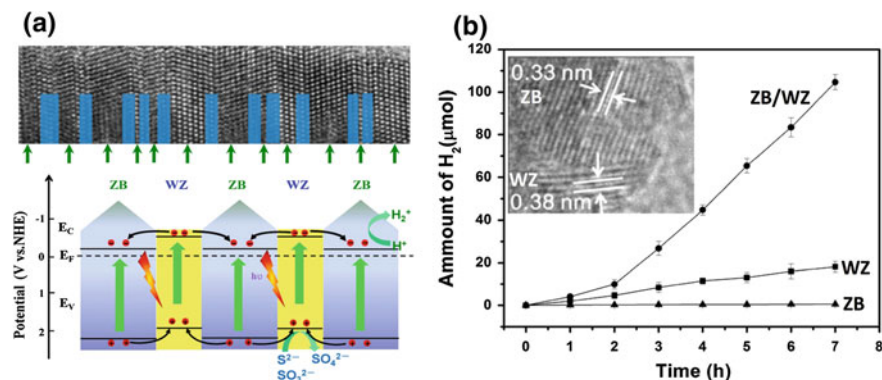 (a)
ZB WZ ZB WZ ZB
Potential (V vs.NHE)
-1
0
1
2
E_C
E_F
E_V
hυ
H₂⁺
H⁺
S²⁻ SO₄²⁻
SO₃²⁻
(b)
Ammount of H₂(μmol)
120
100
80
60
40
20
0
0.33 nm
ZB
WZ
0.38 nm
ZB/WZ
WZ
ZB
0 1 2 3 4 5 6 7 8
Time (h)